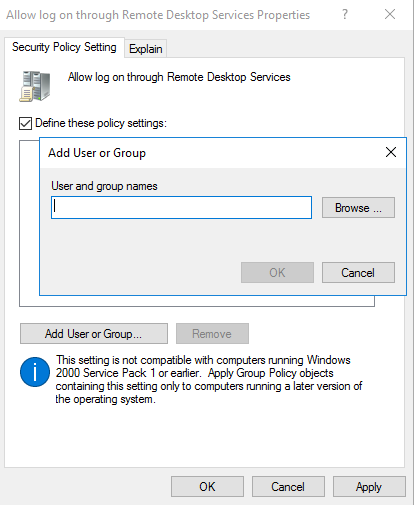 Allow log on through Remote Desktop Services Properties ? ×
Security Policy Setting Explain
Allow log on through Remote Desktop Services
Define these policy settings:
Add User or Group ×
User and group names
Browse ...
OK Cancel
Add User or Group... Remove
This setting is not compatible with computers running Windows
2000 Service Pack 1 or earlier. Apply Group Policy objects
containing this setting only to computers running a later version of
the operating system.
OK Cancel Apply